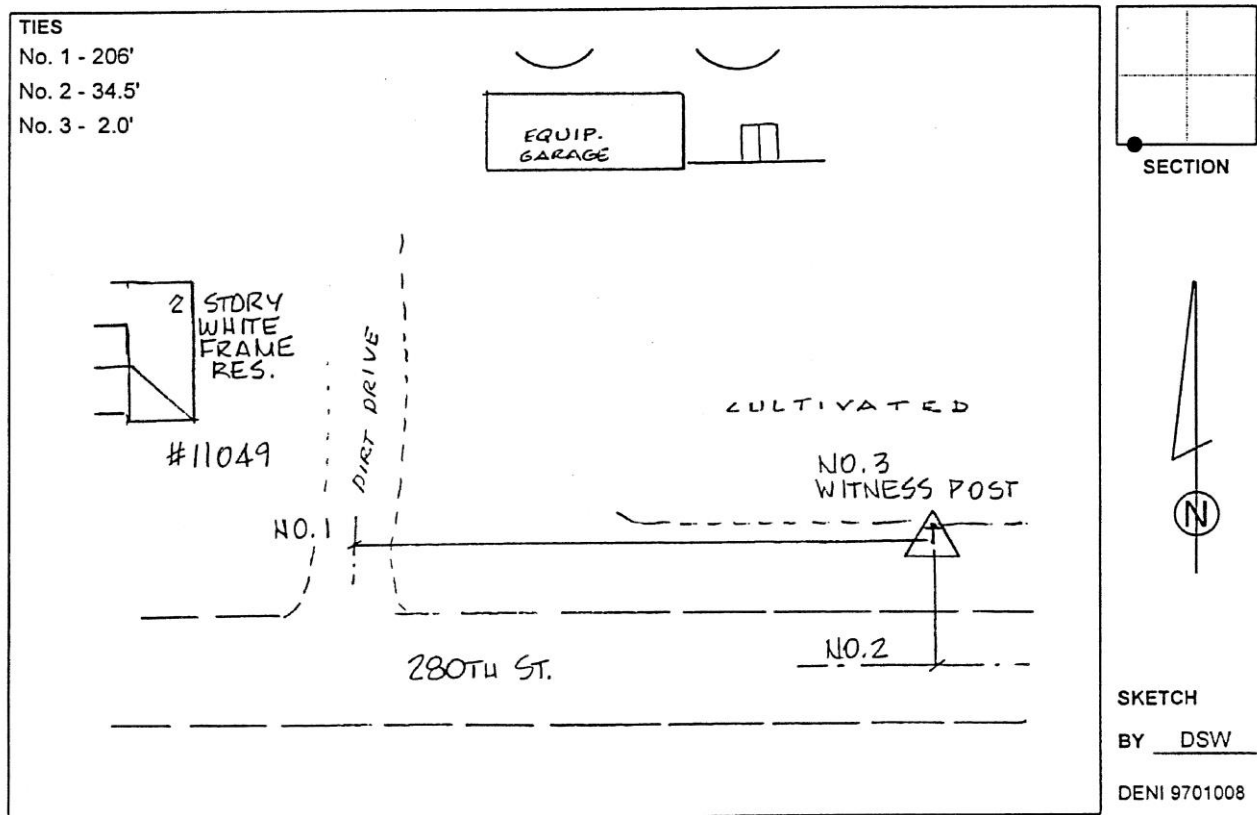 TIES
No. 1 - 206'
No. 2 - 34.5'
No. 3 - 2.0'
EQUIP.
GARAGE
SECTION
2 STORY
WHITE
FRAME
RES.
#11049
DIRT DRIVE
CULTIVATED
NO.3
WITNESS POST
NO.1
N
NO.2
280TH ST.
SKETCH
BY DSW
DENI 9701008